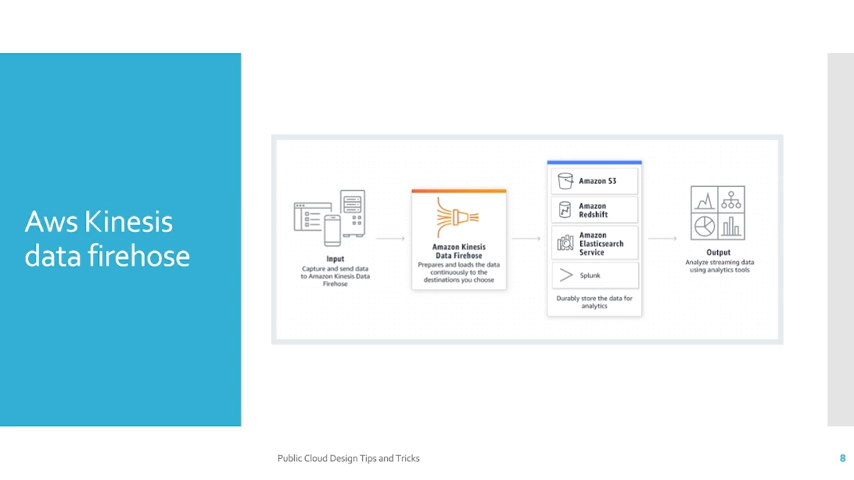 Aws Kinesis
data firehose
Input
Capture and send data
to Amazon Kinesis Data
Firehose
Amazon Kinesis
Data Firehose
Prepares and loads the data
continuously to the
destinations you choose
Amazon S3
Amazon
Redshift
Amazon
Elasticsearch
Service
Splunk
Durably store the data for
analytics
Output
Analyze streaming data
using analytics tools
Public Cloud Design Tips and Tricks
8